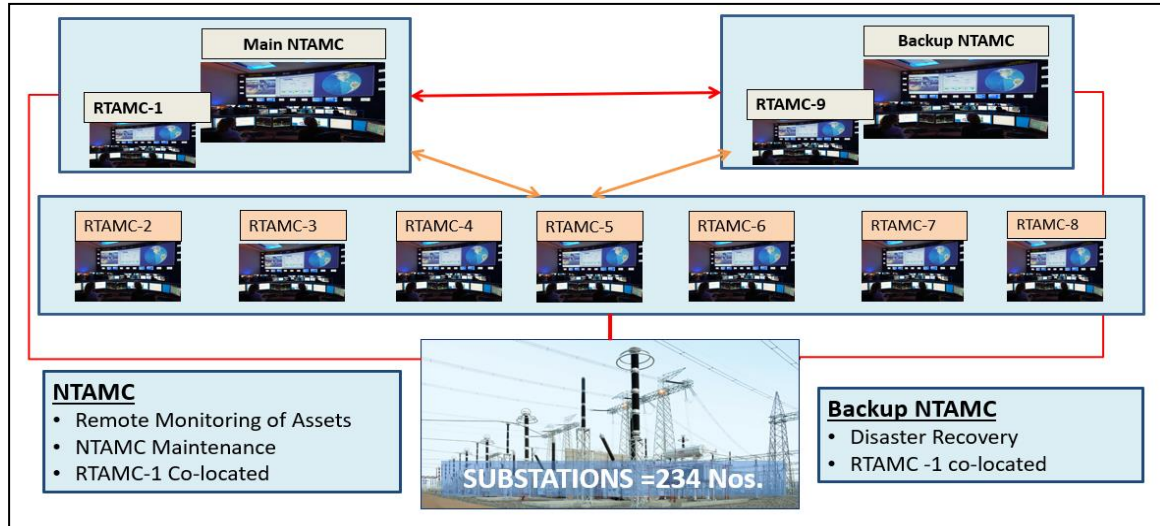 Main NTAMC
RTAMC-1
Backup NTAMC
RTAMC-9
RTAMC-2
RTAMC-3
RTAMC-4
RTAMC-5
RTAMC-6
RTAMC-7
RTAMC-8
NTAMC
• Remote Monitoring of Assets
• NTAMC Maintenance
• RTAMC-1 Co-located
SUBSTATIONS =234 Nos.
Backup NTAMC
• Disaster Recovery
• RTAMC -1 co-located